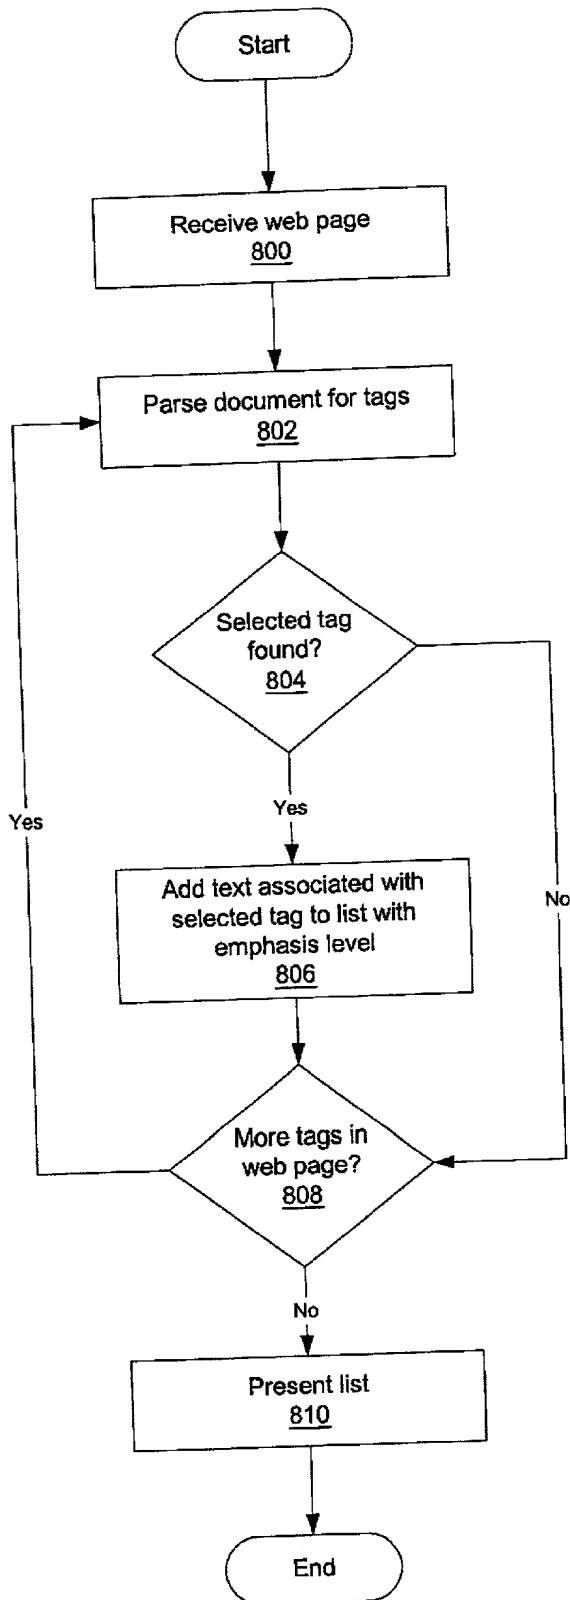 Start
Receive web page
800
Parse document for tags
802
Selected tag
found?
804
Yes
Yes
Add text associated with
selected tag to list with
emphasis level
806
No
More tags in
web page?
808
No
Present list
810
End